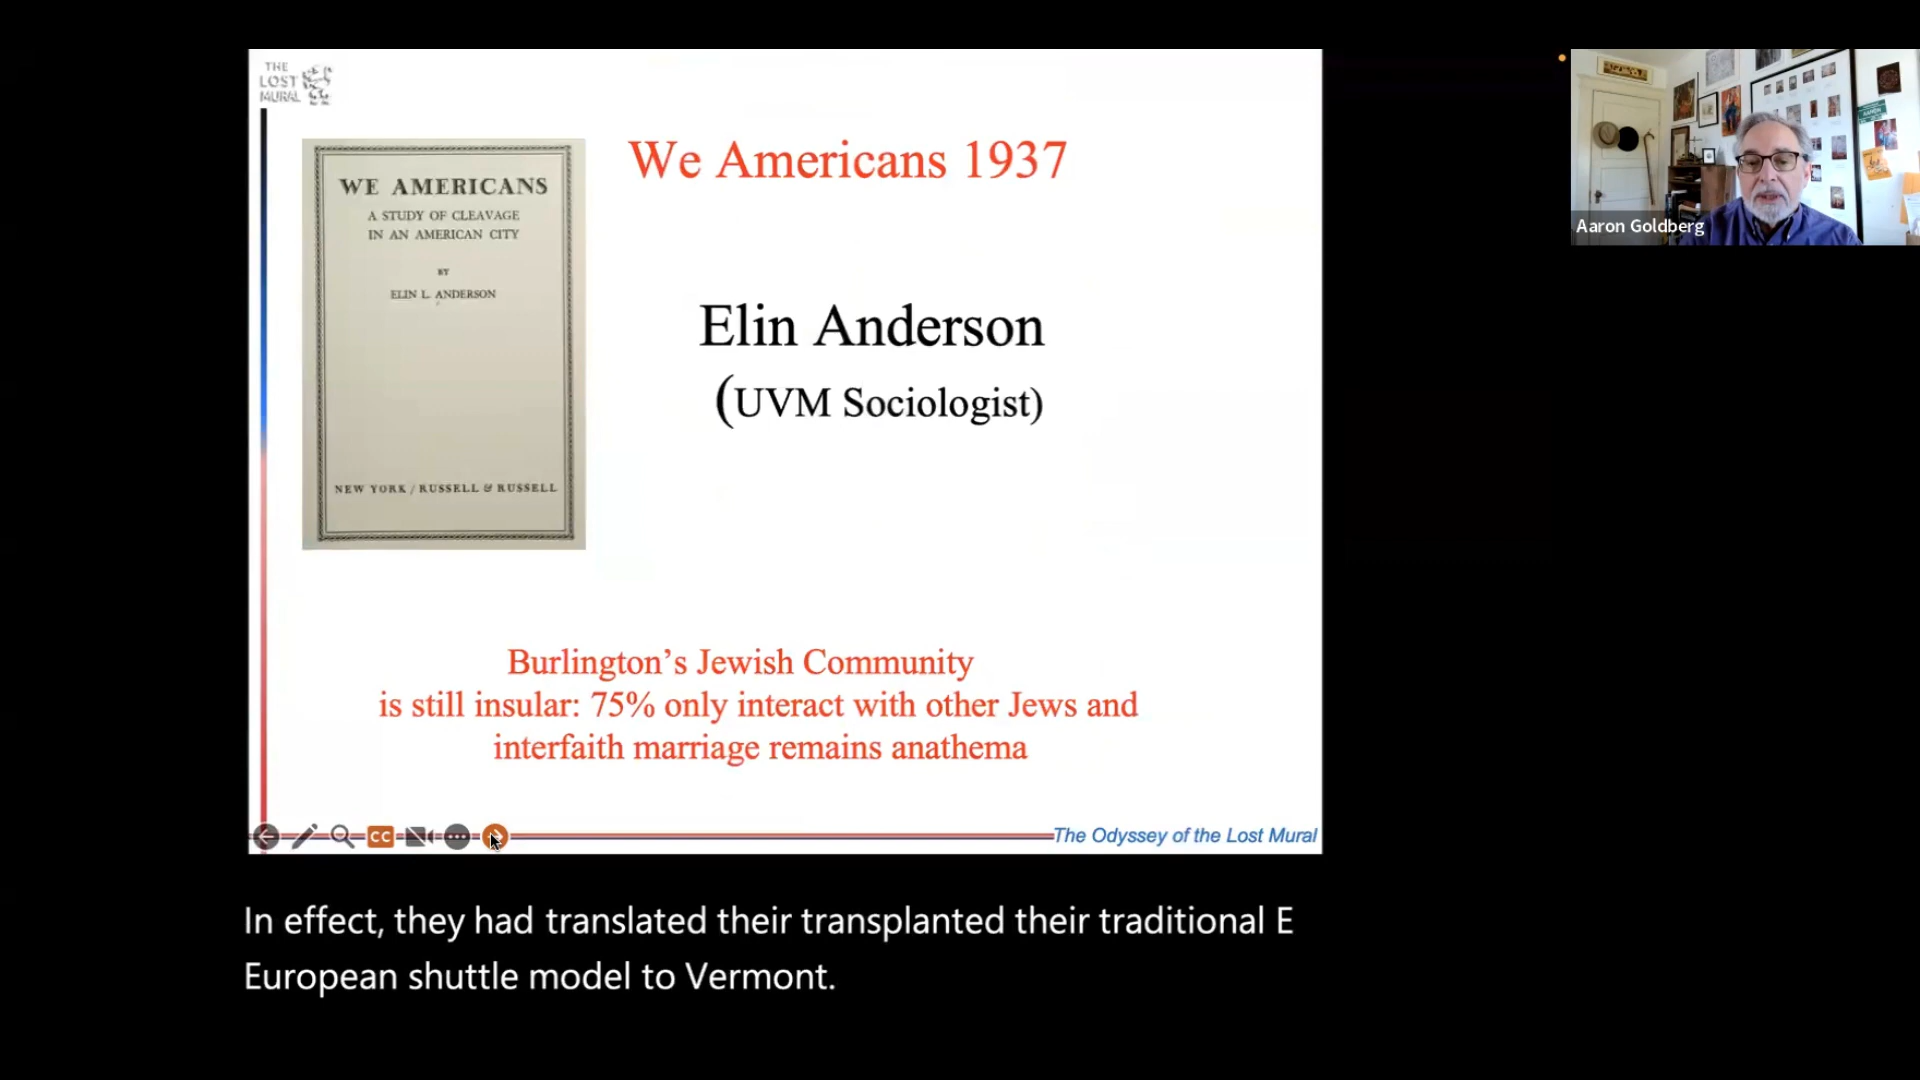 THE
LOST
MURAL
WE AMERICANS
A STUDY OF CLEAVAGE
IN AN AMERICAN CITY
BY
ELIN L. ANDERSON
NEW YORK / RUSSELL & RUSSELL
We Americans 1937
Elin Anderson
(UVM Sociologist)
Burlington’s Jewish Community
is still insular: 75% only interact with other Jews and
interfaith marriage remains anathema
CC
The Odyssey of the Lost Mural
Aaron Goldberg
In effect, they had translated their transplanted their traditional E
European shuttle model to Vermont.